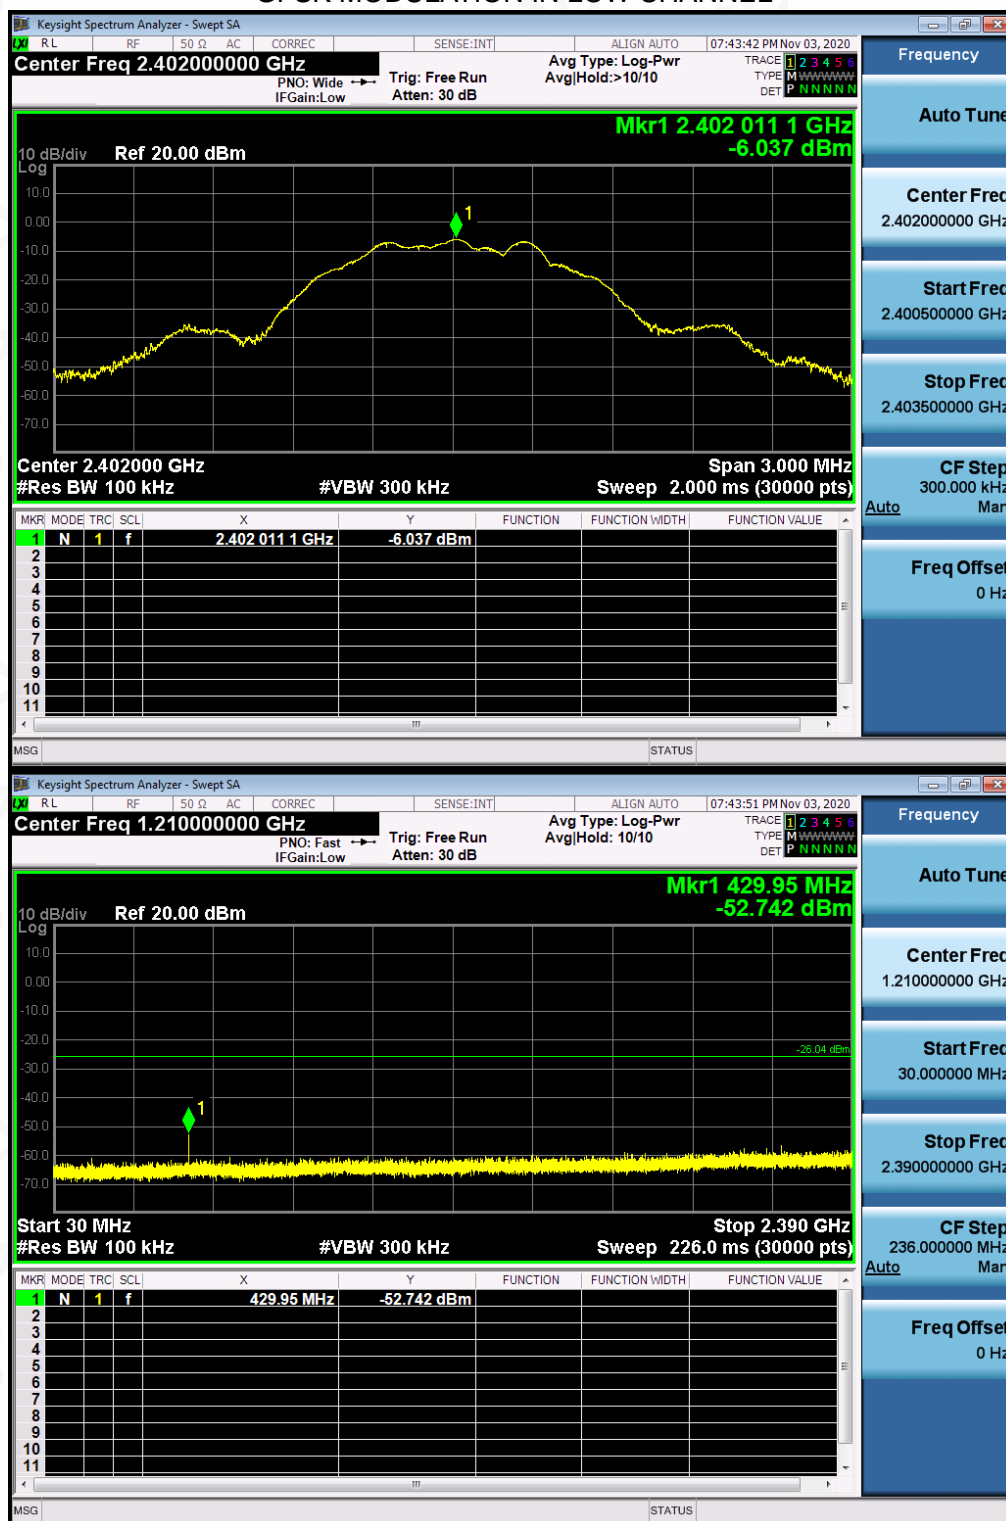 Keysight Spectrum Analyzer - Swept SA
LXI RL RF 50 Ω AC CORREC SENSE:INT ALIGN AUTO 07:43:42 PM Nov 03, 2020
Center Freq 2.402000000 GHz Avg Type: Log-Pwr TRACE 1 2 3 4 5 6
PNO: Wide Trig: Free Run Avg|Hold:>10/10 TYPE M WWWWW
IFGain:Low Atten: 30 dB DET P N N N N N
Frequency
Auto Tune
Mkr1 2.402 011 1 GHz
10 dB/div Ref 20.00 dBm -6.037 dBm
Log
10.0
0.00
-10.0
-20.0
-30.0
-40.0
-50.0
-60.0
-70.0
1
Center 2.402000 GHz Span 3.000 MHz
#Res BW 100 kHz #VBW 300 kHz Sweep 2.000 ms (30000 pts)
Center Freq
2.402000000 GHz
Start Freq
2.400500000 GHz
Stop Freq
2.403500000 GHz
CF Step
300.000 kHz
Auto Man
Freq Offset
0 Hz
MKR MODE TRC SCL X Y FUNCTION FUNCTION WIDTH FUNCTION VALUE
1 N 1 f 2.402 011 1 GHz -6.037 dBm
2
3
4
5
6
7
8
9
10
11
MSG STATUS
Keysight Spectrum Analyzer - Swept SA
LXI RL RF 50 Ω AC CORREC SENSE:INT ALIGN AUTO 07:43:51 PM Nov 03, 2020
Center Freq 1.210000000 GHz Avg Type: Log-Pwr TRACE 1 2 3 4 5 6
PNO: Fast Trig: Free Run Avg|Hold: 10/10 TYPE M WWWWW
IFGain:Low Atten: 30 dB DET P N N N N N
Frequency
Auto Tune
Mkr1 429.95 MHz
10 dB/div Ref 20.00 dBm -52.742 dBm
Log
10.0
0.00
-10.0
-20.0
-30.0
-40.0
-50.0
-60.0
-70.0
-26.04 dBm
1
Start 30 MHz Stop 2.390 GHz
#Res BW 100 kHz #VBW 300 kHz Sweep 226.0 ms (30000 pts)
Center Freq
1.210000000 GHz
Start Freq
30.000000 MHz
Stop Freq
2.390000000 GHz
CF Step
236.000000 MHz
Auto Man
Freq Offset
0 Hz
MKR MODE TRC SCL X Y FUNCTION FUNCTION WIDTH FUNCTION VALUE
1 N 1 f 429.95 MHz -52.742 dBm
2
3
4
5
6
7
8
9
10
11
MSG STATUS